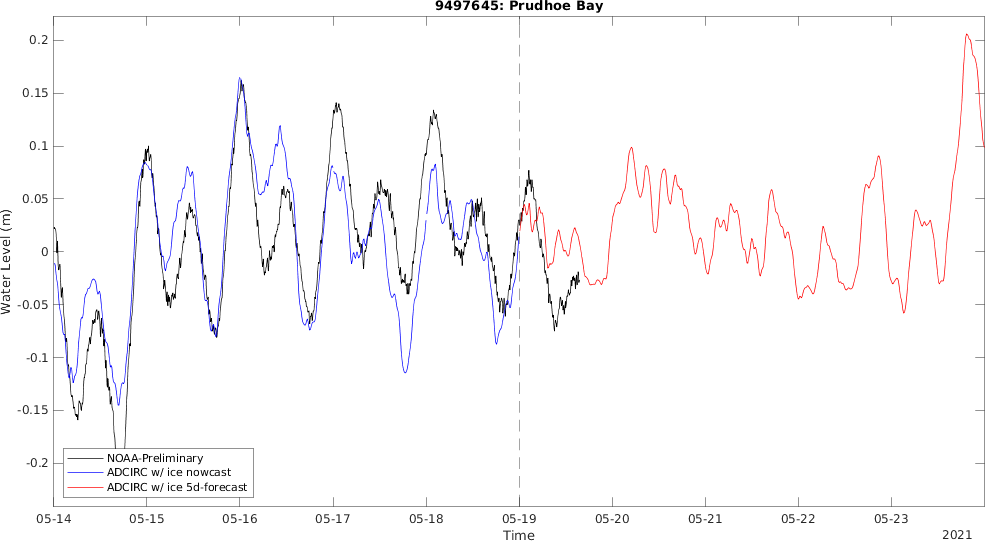 9497645: Prudhoe Bay
Water Level (m)
0.2
0.15
0.1
0.05
0
-0.05
-0.1
-0.15
-0.2
NOAA-Preliminary
ADCIRC w/ ice nowcast
ADCIRC w/ ice 5d-forecast
05-14 05-15 05-16 05-17 05-18 05-19 05-20 05-21 05-22 05-23
Time
2021